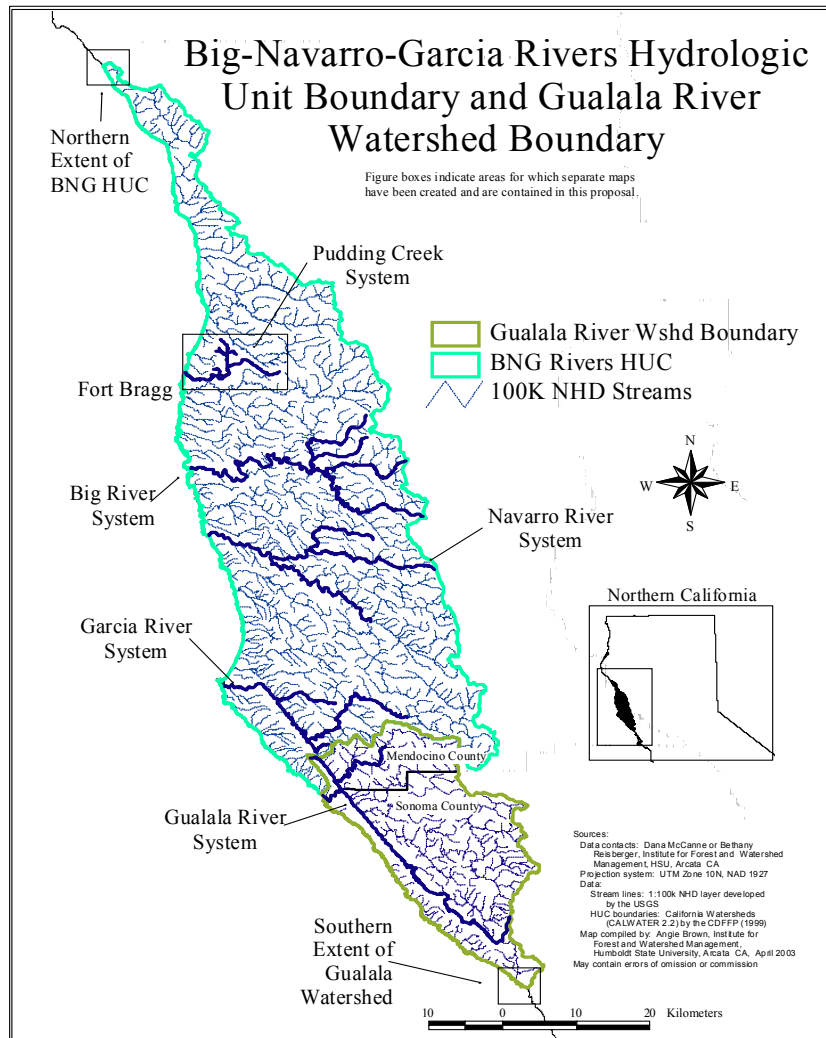 Big-Navarro-Garcia Rivers Hydrologic
Unit Boundary and Gualala River
Watershed Boundary
Figure boxes indicate areas for which separate maps
have been created and are contained in this proposal.
Northern
Extent of
BNG HUC
Pudding Creek
System
Gualala River Wshd Boundary
BNG Rivers HUC
100K NHD Streams
Fort Bragg
N
W
E
S
Big River
System
Navarro River
System
Northern California
Garcia River
System
Mendocino County
Sonoma County
Gualala River
System
Sources:
Data contacts: Dana McCanne or Bethany
Reisberger, Institute for Forest and Watershed
Management, HSU, Arcata CA
Projection system: UTM Zone 10N, NAD 1927
Data:
Stream lines: 1:100k NHD layer developed
by the USGS
HUC boundaries: California Watersheds
(CALWATER 2.2) by the CDFFP (1999)
Map compiled by: Angie Brown, Institute for
Forest and Watershed Management,
Humboldt State University, Arcata CA, April 2003
May contain errors of omission or commission
Southern
Extent of
Gualala
Watershed
10 0 10 20 Kilometers